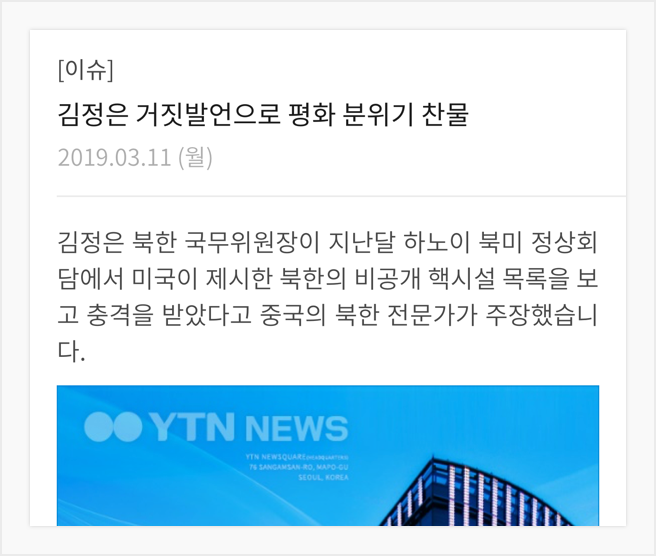 [이슈]
김정은 거짓발언으로 평화 분위기 찬물
2019.03.11 (월)
김정은 북한 국무위원장이 지난달 하노이 북미 정상회
담에서 미국이 제시한 북한의 비공개 핵시설 목록을 보
고 충격을 받았다고 중국의 북한 전문가가 주장했습니
다.
YTN NEWS
YTN NEWSQUARE
76 SANGAMSAN-RO, MAPO-GU
SEOUL, KOREA